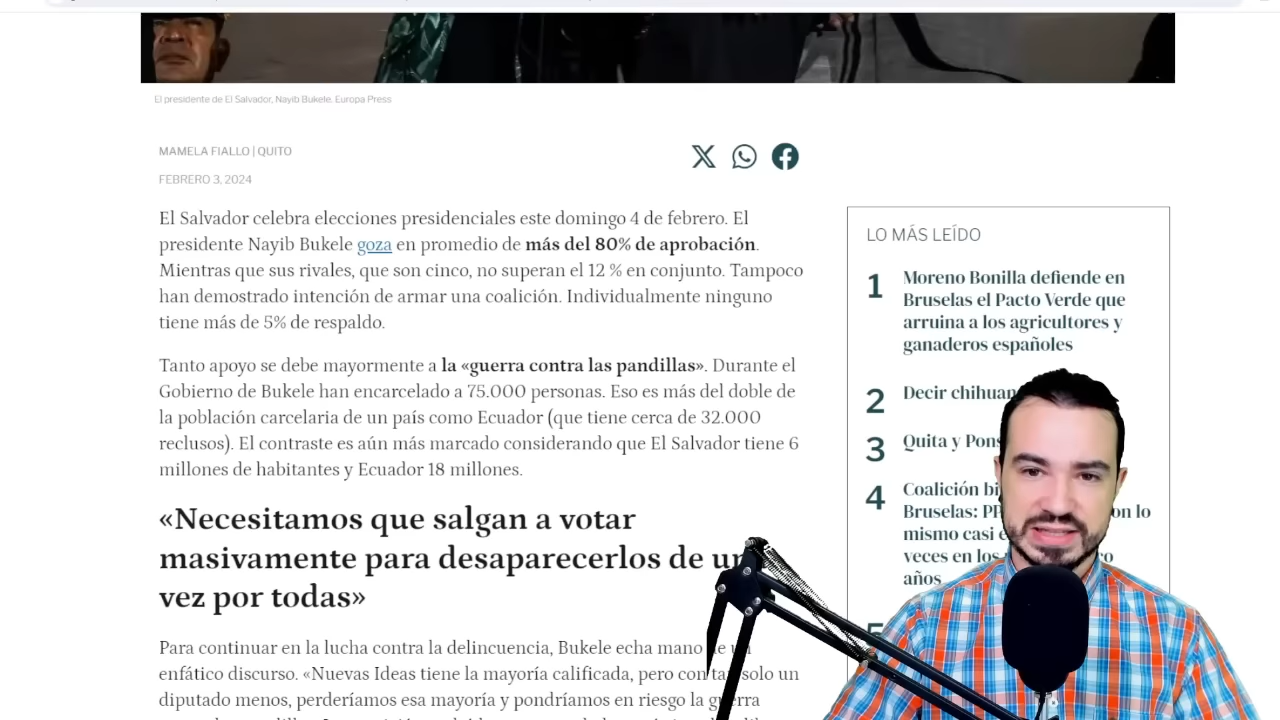 El presidente de El Salvador, Nayib Bukele. Europa Press
MAMELA FIALLO | QUITO
FEBRERO 3, 2024
El Salvador celebra elecciones presidenciales este domingo 4 de febrero. El
presidente Nayib Bukele goza en promedio de más del 80% de aprobación.
Mientras que sus rivales, que son cinco, no superan el 12 % en conjunto. Tampoco
han demostrado intención de armar una coalición. Individualmente ninguno
tiene más de 5% de respaldo.
Tanto apoyo se debe mayormente a la «guerra contra las pandillas». Durante el
Gobierno de Bukele han encarcelado a 75.000 personas. Eso es más del doble de
la población carcelaria de un país como Ecuador (que tiene cerca de 32.000
reclusos). El contraste es aún más marcado considerando que El Salvador tiene 6
millones de habitantes y Ecuador 18 millones.
«Necesitamos que salgan a votar
masivamente para desaparecerlos de
vez por todas»
Para continuar en la lucha contra la delincuencia, Bukele echa mano
enfático discurso. «Nuevas Ideas tiene la mayoría calificada, pero con solo un
diputado menos, perderíamos esa mayoría y pondríamos en riesgo la
LO MÁS LEÍDO
1 Moreno Bonilla defiende en
Bruselas el Pacto Verde que
arruina a los agricultores y
ganaderos españoles
2 Decir
3 Quita y
4 Coalición
Bruselas: lo
mismo casi
veces en los
años